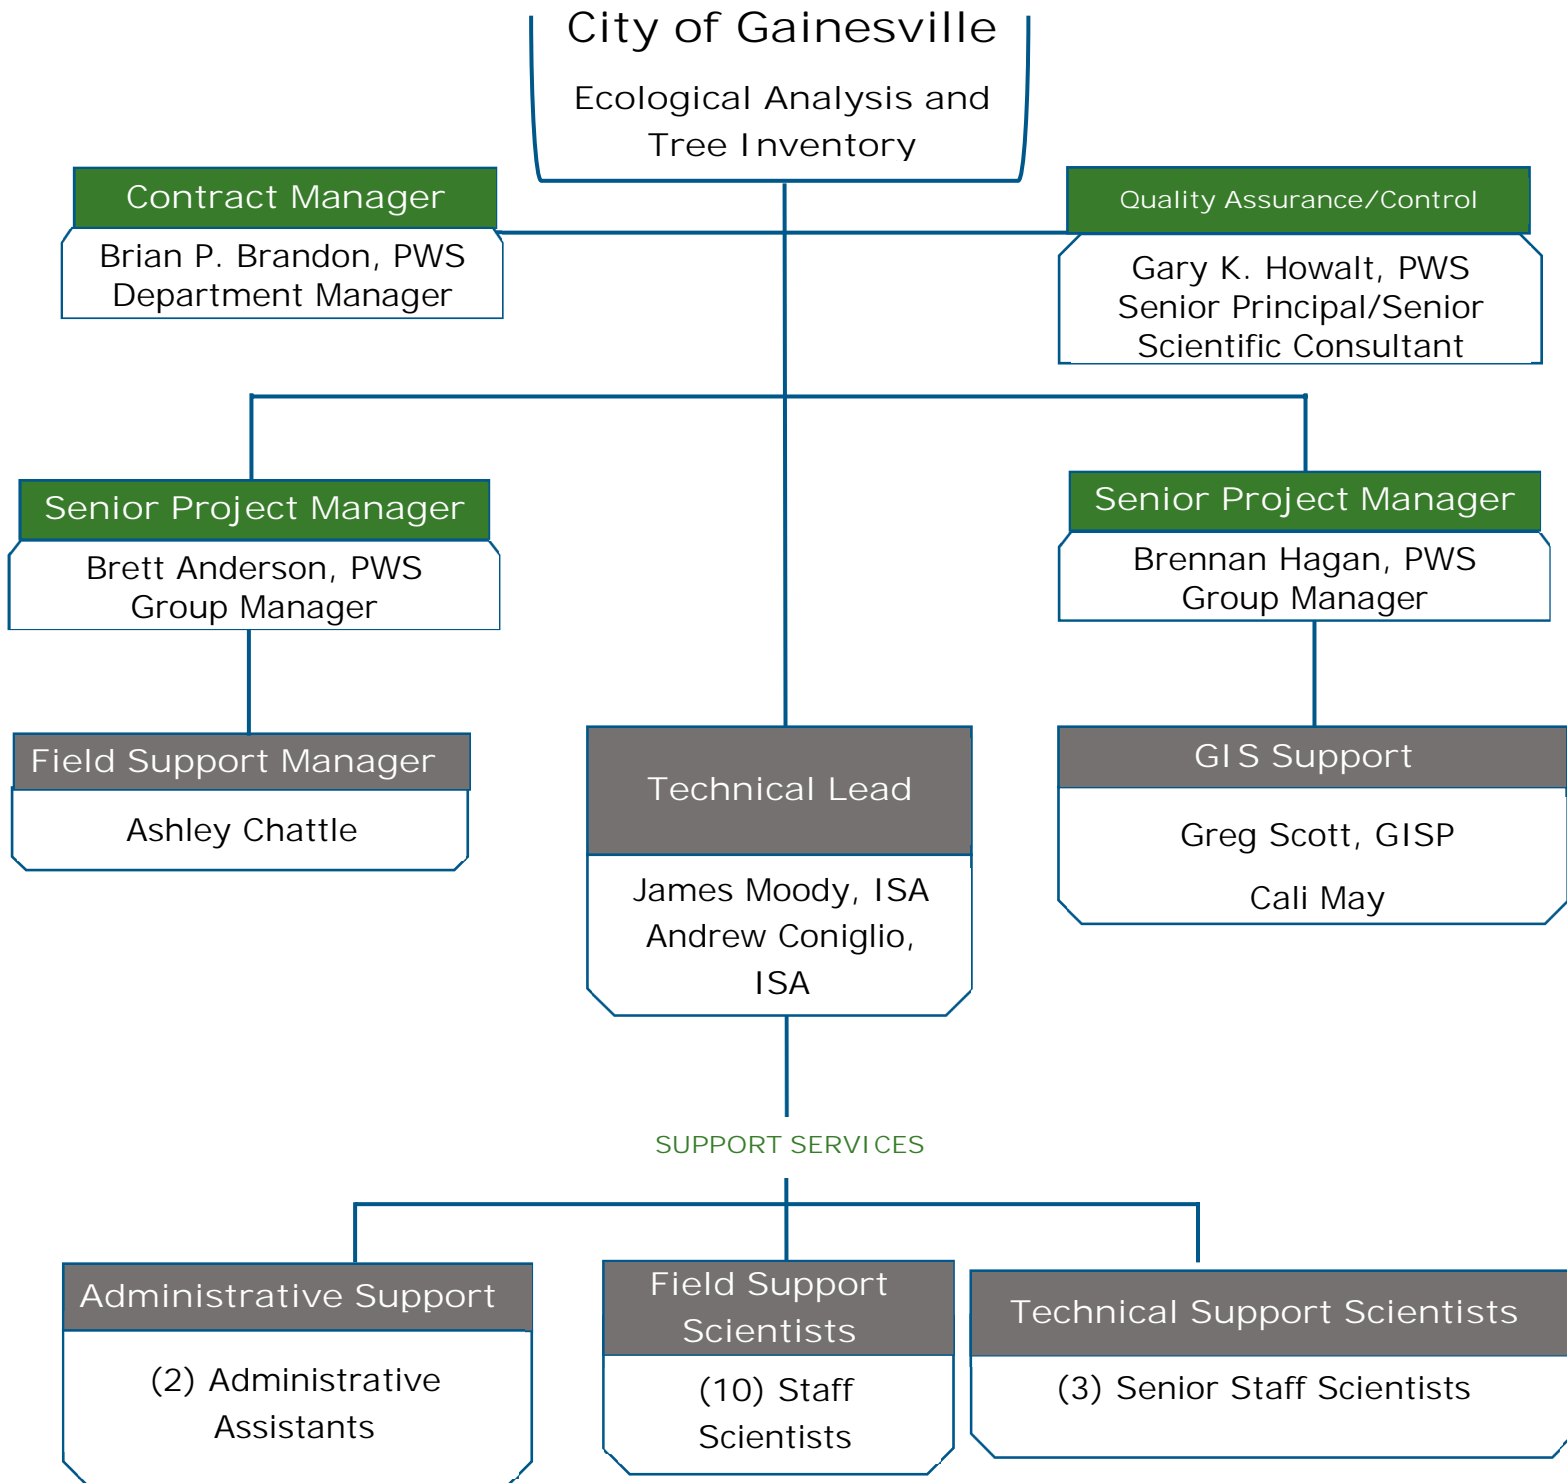 City of Gainesville
Ecological Analysis and
Tree Inventory
Contract Manager
Brian P. Brandon, PWS
Department Manager
Quality Assurance/Control
Gary K. Howalt, PWS
Senior Principal/Senior
Scientific Consultant
Senior Project Manager
Brett Anderson, PWS
Group Manager
Senior Project Manager
Brennan Hagan, PWS
Group Manager
Field Support Manager
Ashley Chattle
Technical Lead
James Moody, ISA
Andrew Coniglio,
ISA
GIS Support
Greg Scott, GISP
Cali May
SUPPORT SERVICES
Administrative Support
(2) Administrative
Assistants
Field Support
Scientists
(10) Staff
Scientists
Technical Support Scientists
(3) Senior Staff Scientists